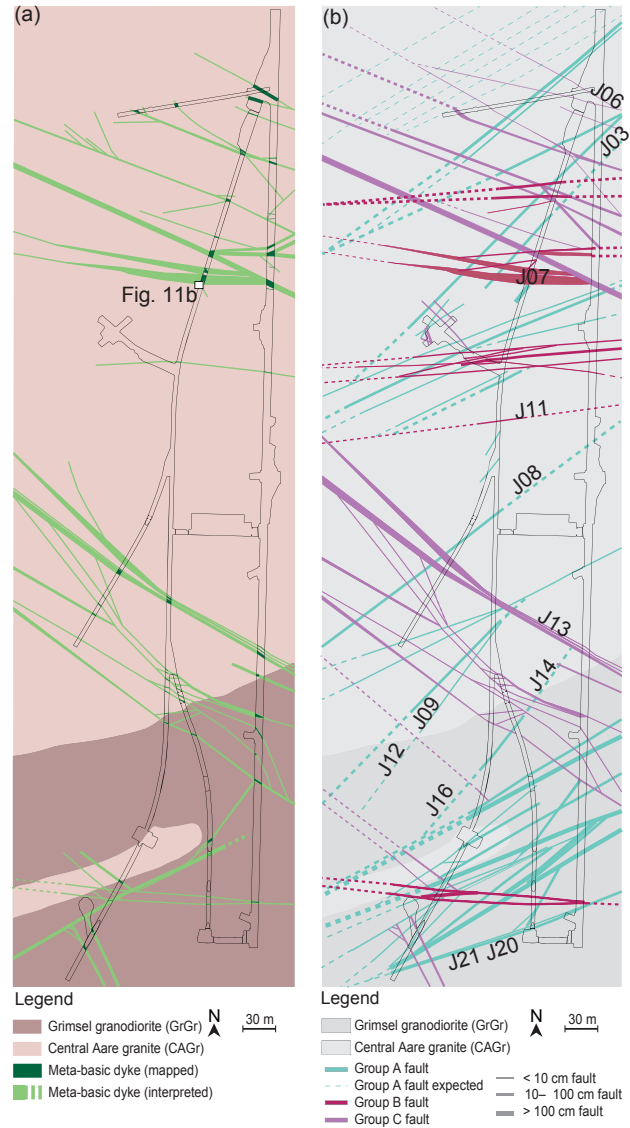 (a)
Fig. 11b
Legend
N
30 m
Grimsel granodiorite (GrGr)
Central Aare granite (CAGr)
Meta-basic dyke (mapped)
Meta-basic dyke (interpreted)
(b)
J06
J03
J07
J11
J08
J13
J14
J09
J12
J16
J21 J20
Legend
N
30 m
Grimsel granodiorite (GrGr)
Central Aare granite (CAGr)
Group A fault
Group A fault expected
Group B fault
Group C fault
< 10 cm fault
10– 100 cm fault
> 100 cm fault